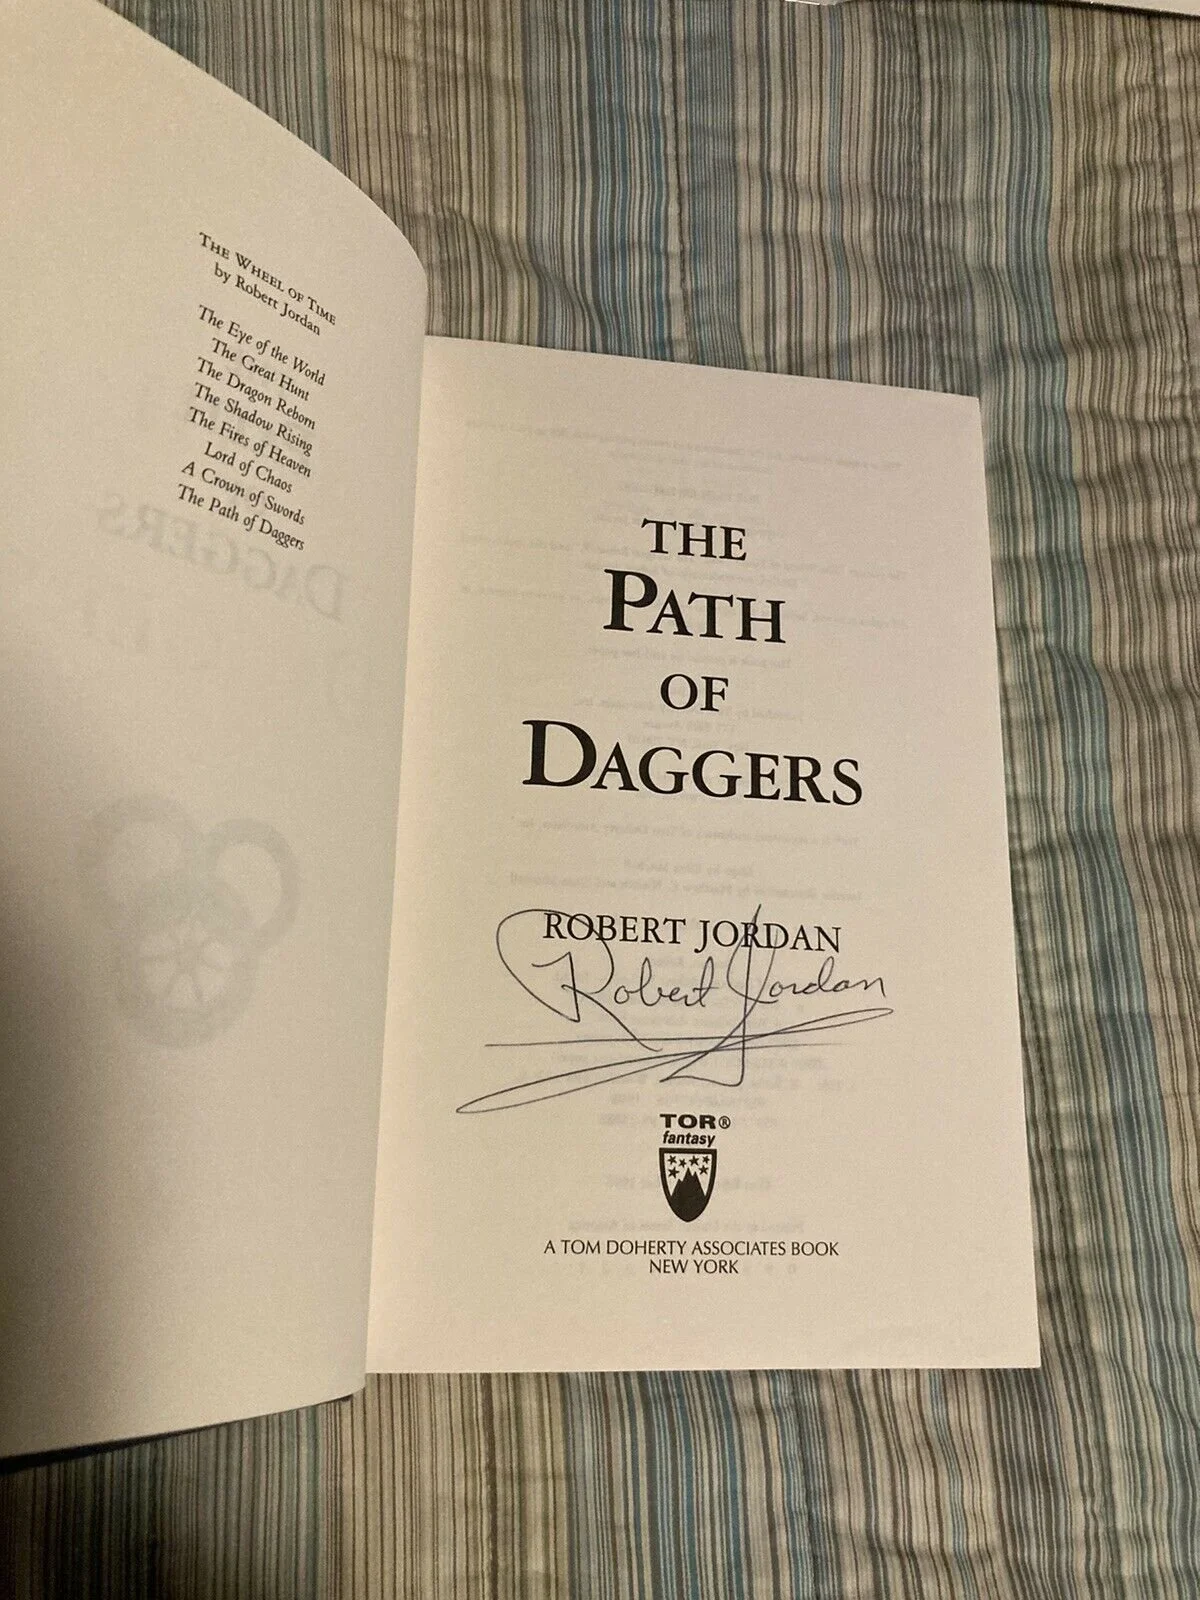 THE WHEEL OF TIME
by Robert Jordan
The Eye of the World
The Great Hunt
The Dragon Reborn
The Shadow Rising
The Fires of Heaven
Lord of Chaos
A Crown of Swords
The Path of Daggers
THE
PATH
OF
DAGGERS
ROBERT JORDAN
Robert Jordan
TOR®
fantasy
A TOM DOHERTY ASSOCIATES BOOK
NEW YORK